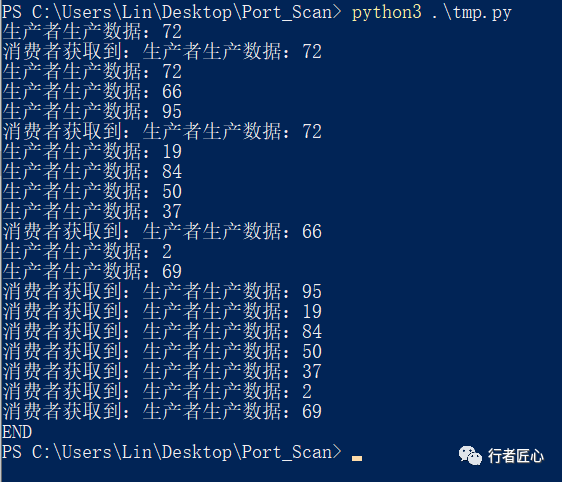 PS C:\Users\Lin\Desktop\Port_Scan> python3 .\tmp.py
生产者生产数据：72
消费者获取到：生产者生产数据：72
生产者生产数据：72
生产者生产数据：66
生产者生产数据：95
消费者获取到：生产者生产数据：72
生产者生产数据：19
生产者生产数据：84
生产者生产数据：50
生产者生产数据：37
消费者获取到：生产者生产数据：66
生产者生产数据：2
生产者生产数据：69
消费者获取到：生产者生产数据：95
消费者获取到：生产者生产数据：19
消费者获取到：生产者生产数据：84
消费者获取到：生产者生产数据：50
消费者获取到：生产者生产数据：37
消费者获取到：生产者生产数据：2
消费者获取到：生产者生产数据：69
END
PS C:\Users\Lin\Desktop\Port_Scan>
行者匠心